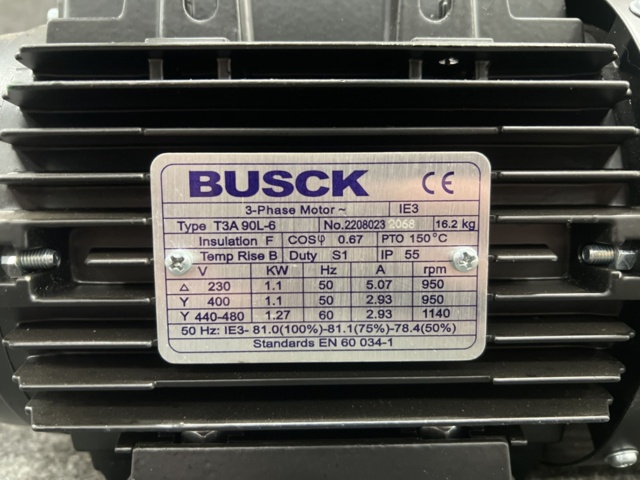 BUSCK CE
3-Phase Motor ~ IE3
Type T3A 90L-6 No. 2208023 2068 16.2 kg
Insulation F COSφ 0.67 PTO 150°C
Temp Rise B Duty S1 IP 55
V KW Hz A rpm
△ 230 1.1 50 5.07 950
Y 400 1.1 50 2.93 950
Y 440-480 1.27 60 2.93 1140
50 Hz: IE3- 81.0(100%)-81.1(75%)-78.4(50%)
Standards EN 60 034-1